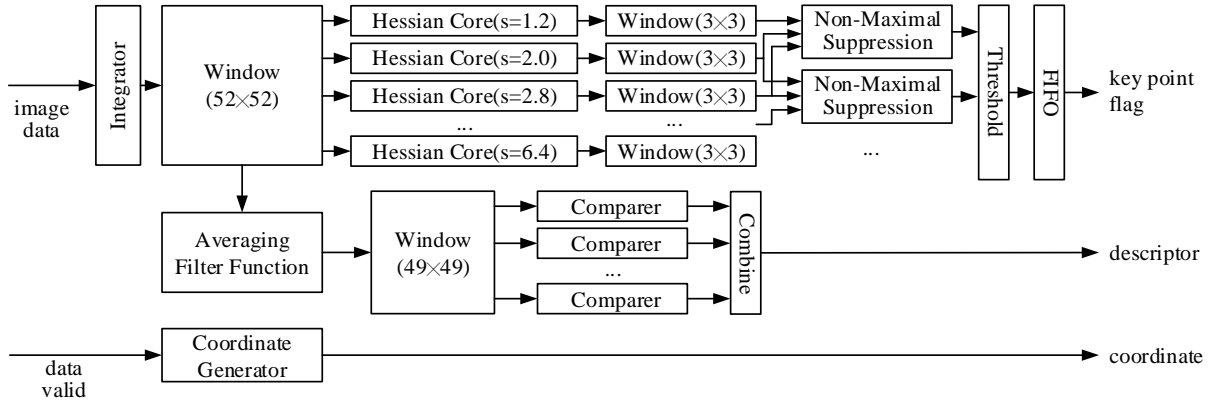 image
data
Integrator
Window
(52×52)
Hessian Core(s=1.2)
Window(3×3)
Hessian Core(s=2.0)
Window(3×3)
Hessian Core(s=2.8)
Window(3×3)
...
...
Hessian Core(s=6.4)
Window(3×3)
Non-Maximal
Suppression
Non-Maximal
Suppression
...
Threshold
FIFO
key point
flag
Averaging
Filter Function
Window
(49×49)
Comparer
Comparer
...
Comparer
Combine
descriptor
data
valid
Coordinate
Generator
coordinate